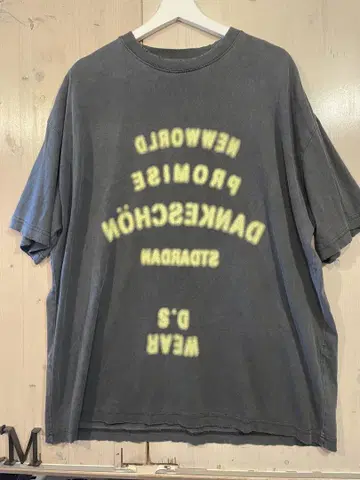 NEWWORLD
PROMISE
DANKESCHÖN
STDARDAN
D.S
WEAR
M